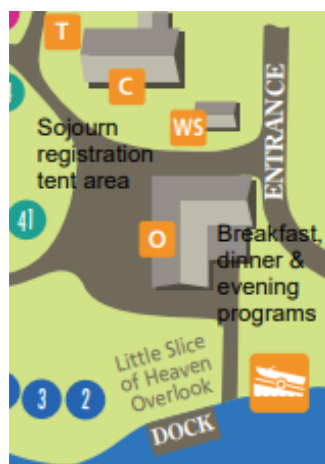 T
C
WS
ENTRANCE
Sojourn
registration
tent area
41
O
Breakfast,
dinner &
evening
programs
Little Slice
of Heaven
Overlook
3
2
DOCK